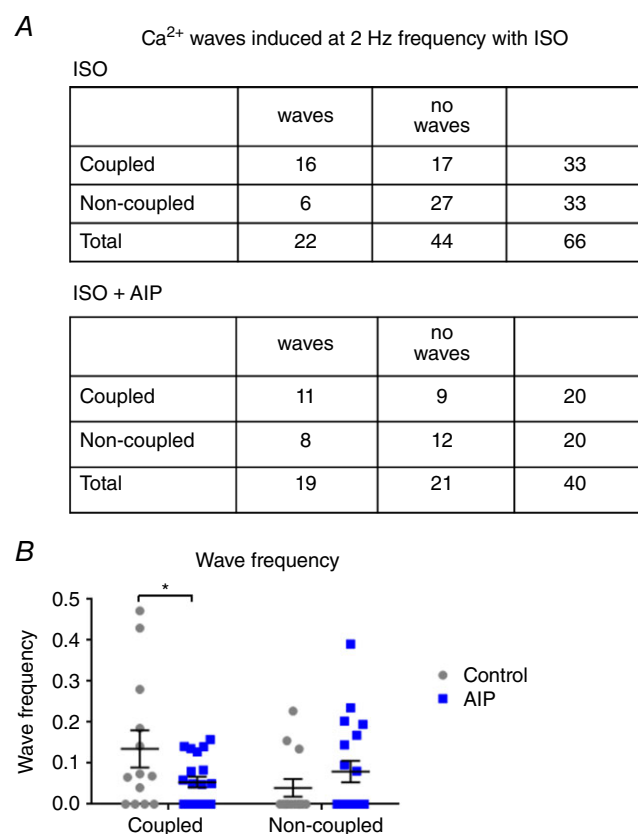 A
Ca²⁺ waves induced at 2 Hz frequency with ISO
ISO
waves no waves
Coupled 16 17 33
Non-coupled 6 27 33
Total 22 44 66
ISO + AIP
waves no waves
Coupled 11 9 20
Non-coupled 8 12 20
Total 19 21 40
B
Wave frequency
*
Wave frequency
0.5
0.4
0.3
0.2
0.1
0.0
Coupled Non-coupled
Control
AIP